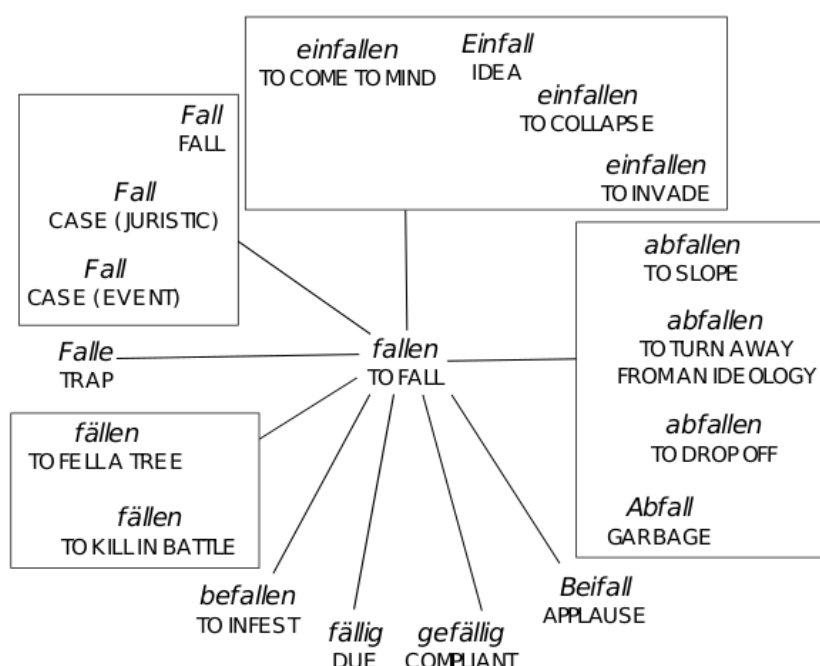 einfallen
TO COME TO MIND
Einfall
IDEA
einfallen
TO COLLAPSE
einfallen
TO INVADE
Fall
FALL
Fall
CASE (JURISTIC)
Fall
CASE (EVENT)
abfallen
TO SLOPE
abfallen
TO TURN AWAY
FROM AN IDEOLOGY
abfallen
TO DROP OFF
Abfall
GARBAGE
Falle
TRAP
fallen
TO FALL
fällen
TO FELL A TREE
fällen
TO KILL IN BATTLE
befallen
TO INFEST
fällig
DUE
gefällig
COMPLIANT
Beifall
APPLAUSE